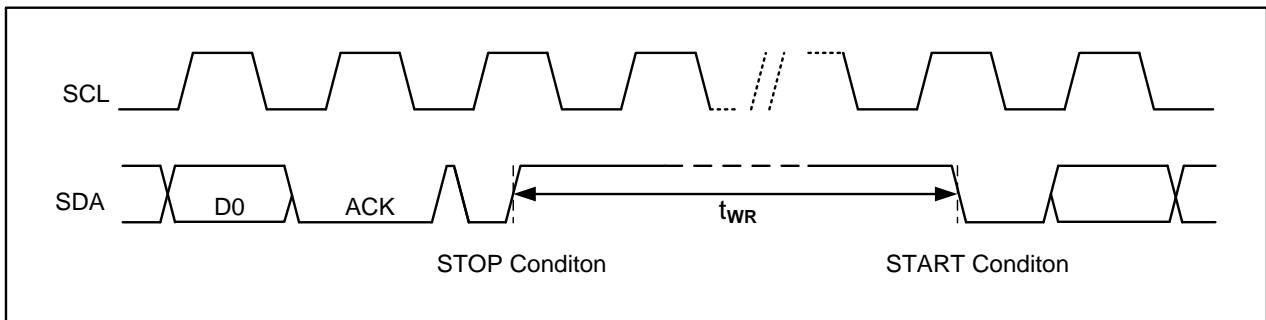 SCL
SDA
D0
ACK
tWR
STOP Conditon
START Conditon